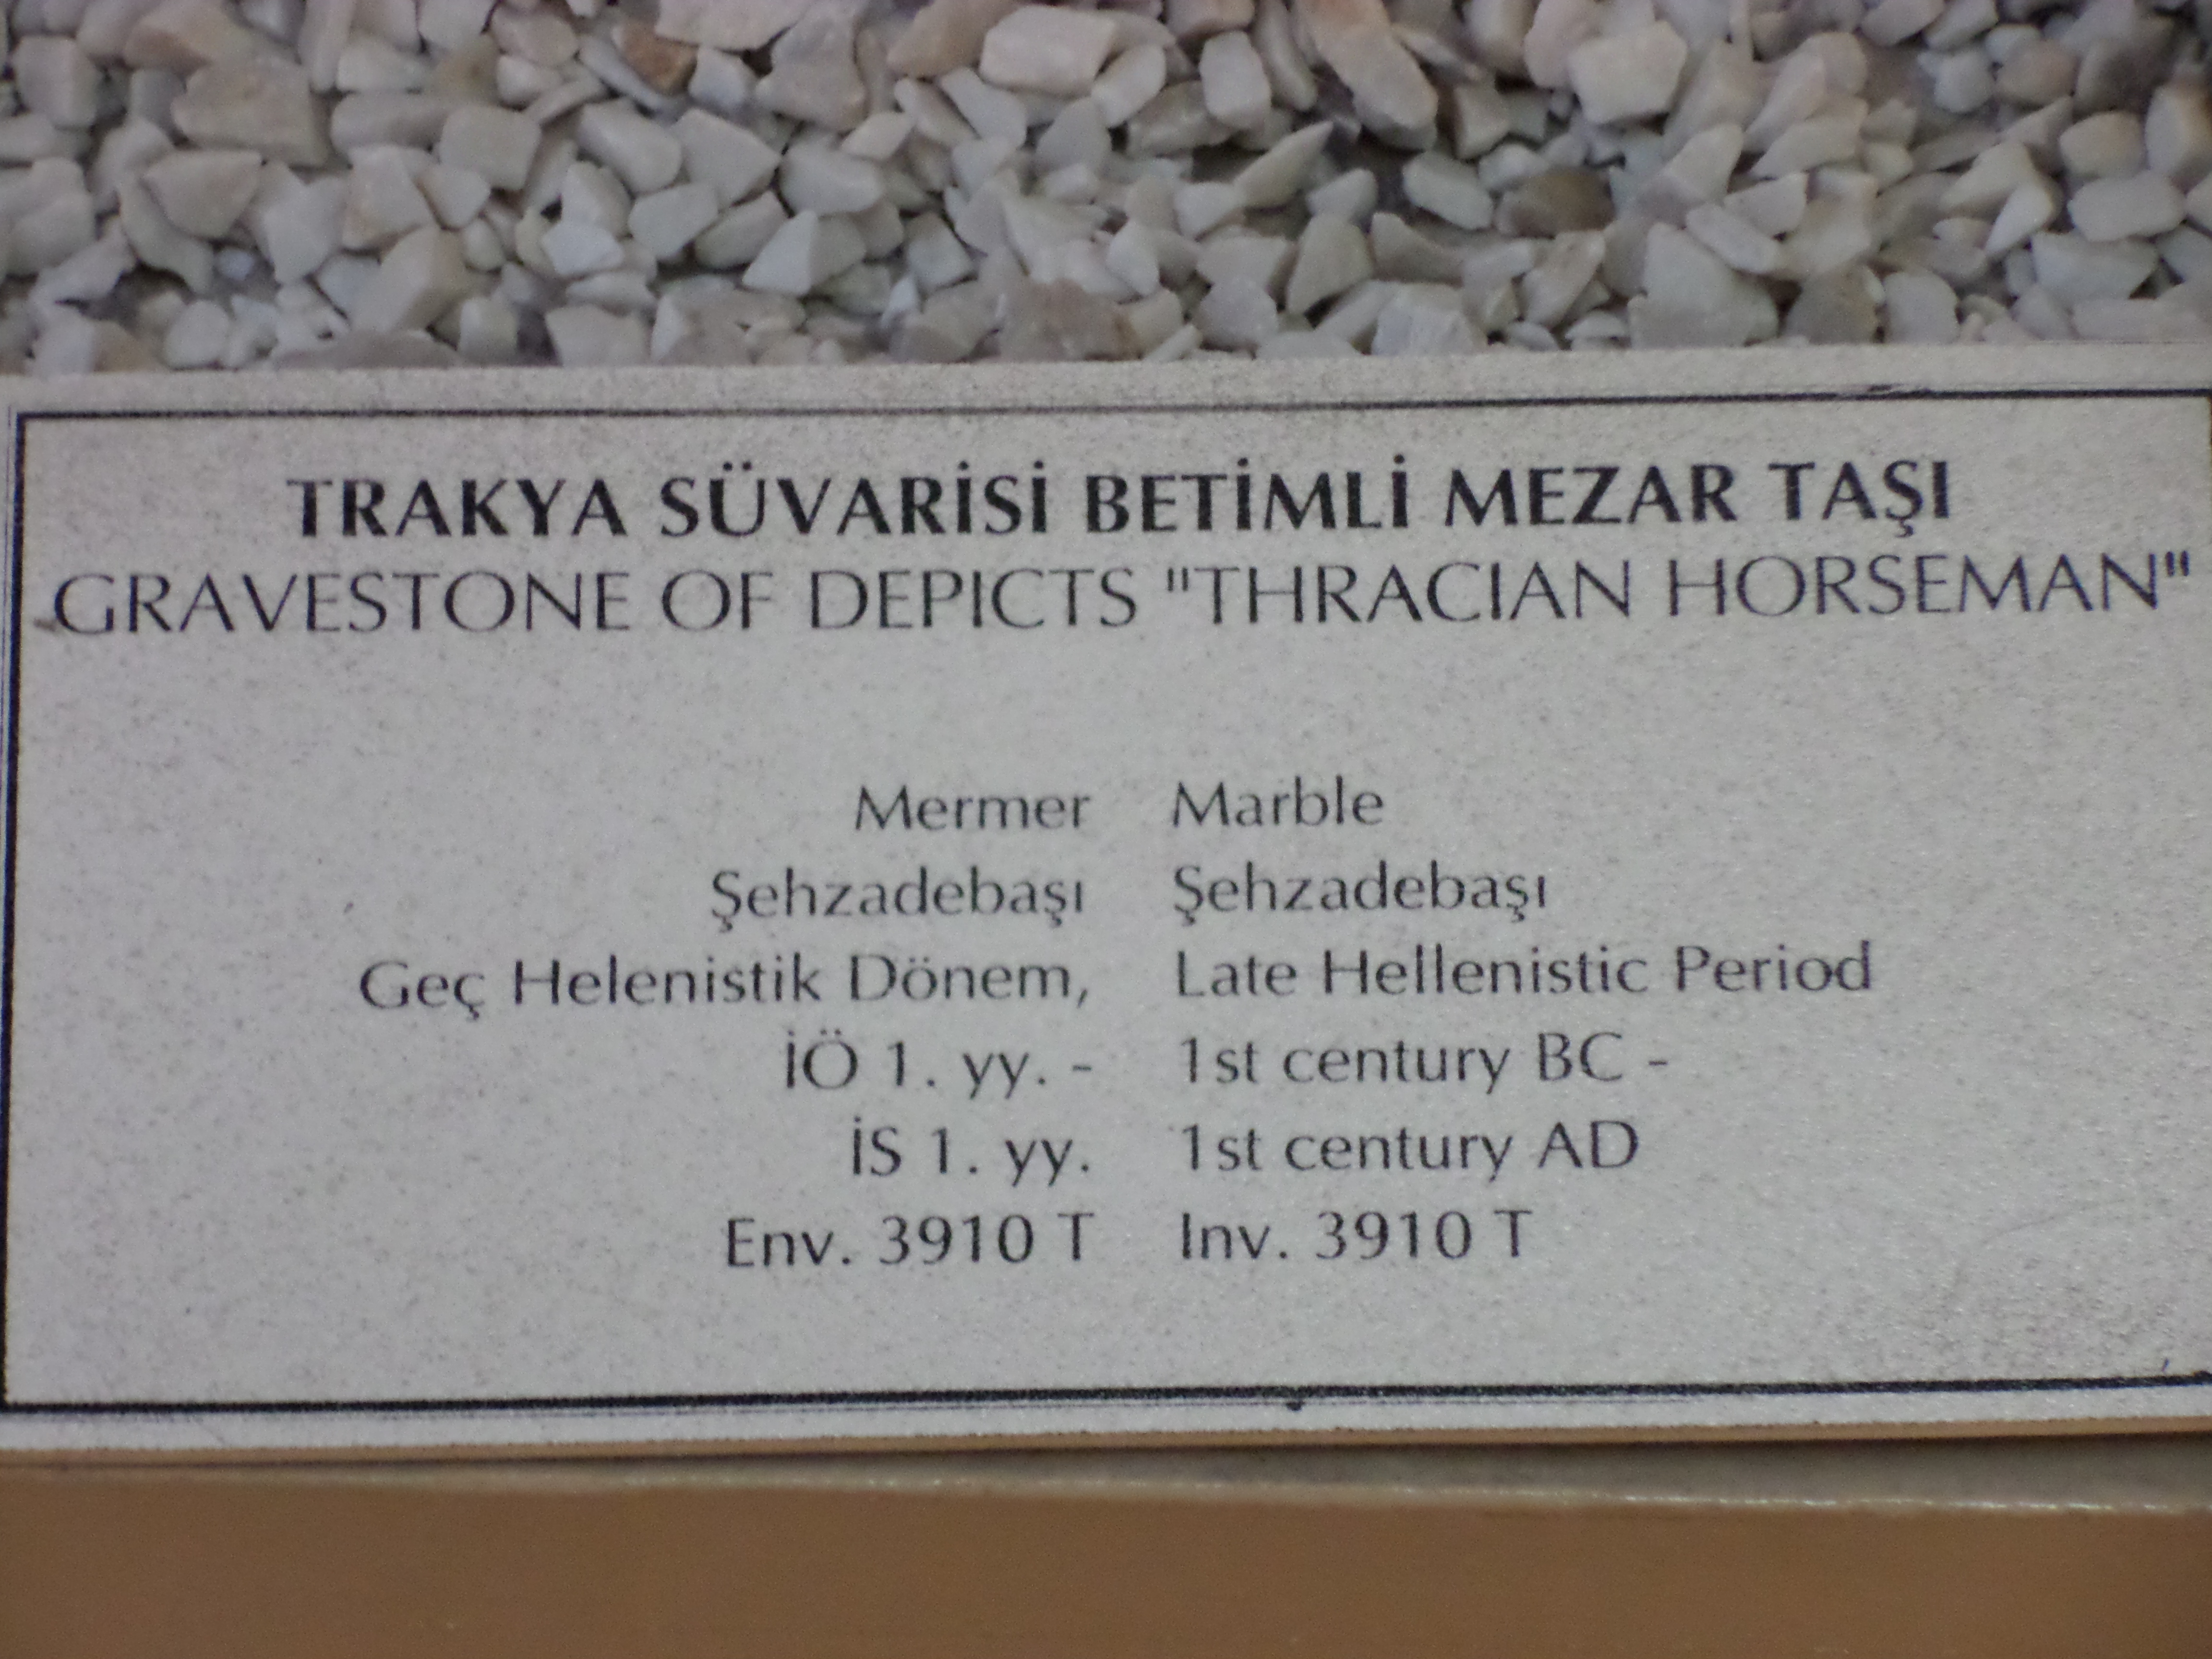 TRAKYA SÜVARİSİ BETİMLİ MEZAR TAŞI
GRAVESTONE OF DEPICTS "THRACIAN HORSEMAN"
Mermer Marble
Şehzadebaşı Şehzadebaşı
Geç Helenistik Dönem, Late Hellenistic Period
İÖ 1. yy. - 1st century BC -
İS 1. yy. 1st century AD
Env. 3910 T Inv. 3910 T